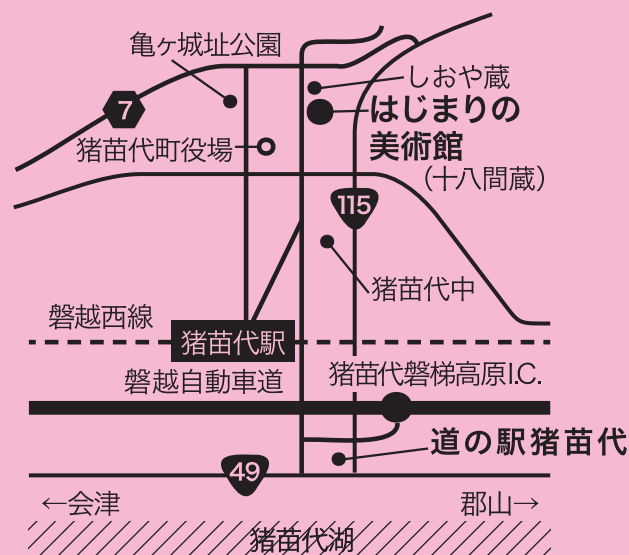 亀ヶ城址公園
しおや蔵
7
はじまりの
美術館
(十八間蔵)
猪苗代町役場
115
猪苗代中
磐越西線
猪苗代駅
猪苗代磐梯高原I.C.
磐越自動車道
道の駅猪苗代
49
←会津
郡山→
猪苗代湖